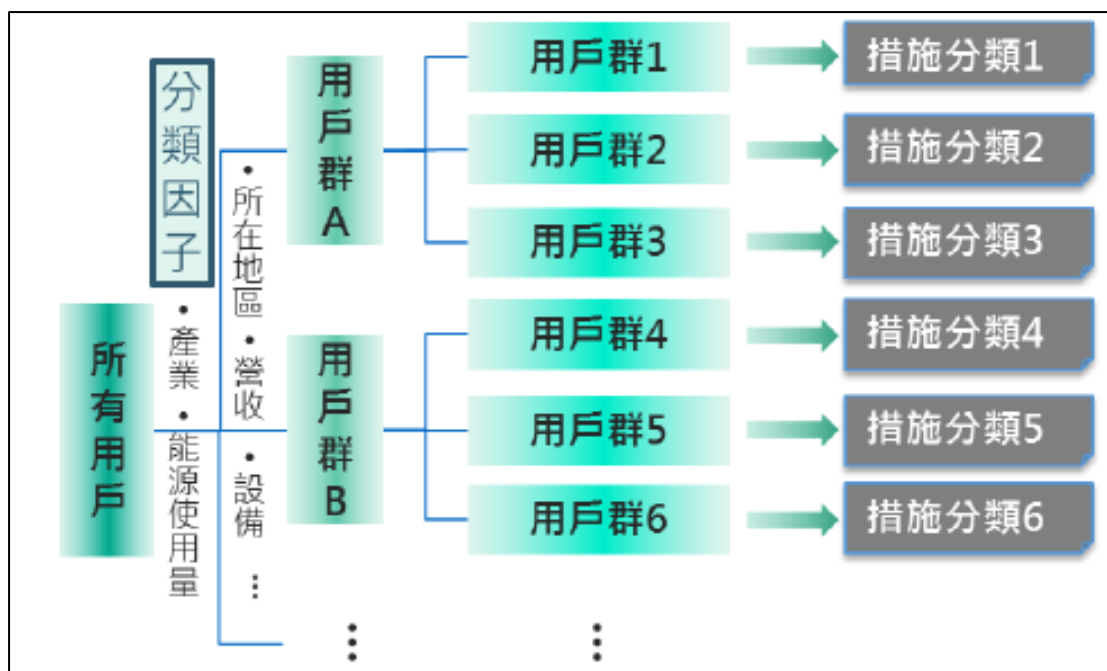 所有用戶
分類因子
•產業•能源使用量
•所在地區•營收•設備…
用戶群A
用戶群B
⋮
用戶群1
用戶群2
用戶群3
用戶群4
用戶群5
用戶群6
⋮
措施分類1
措施分類2
措施分類3
措施分類4
措施分類5
措施分類6